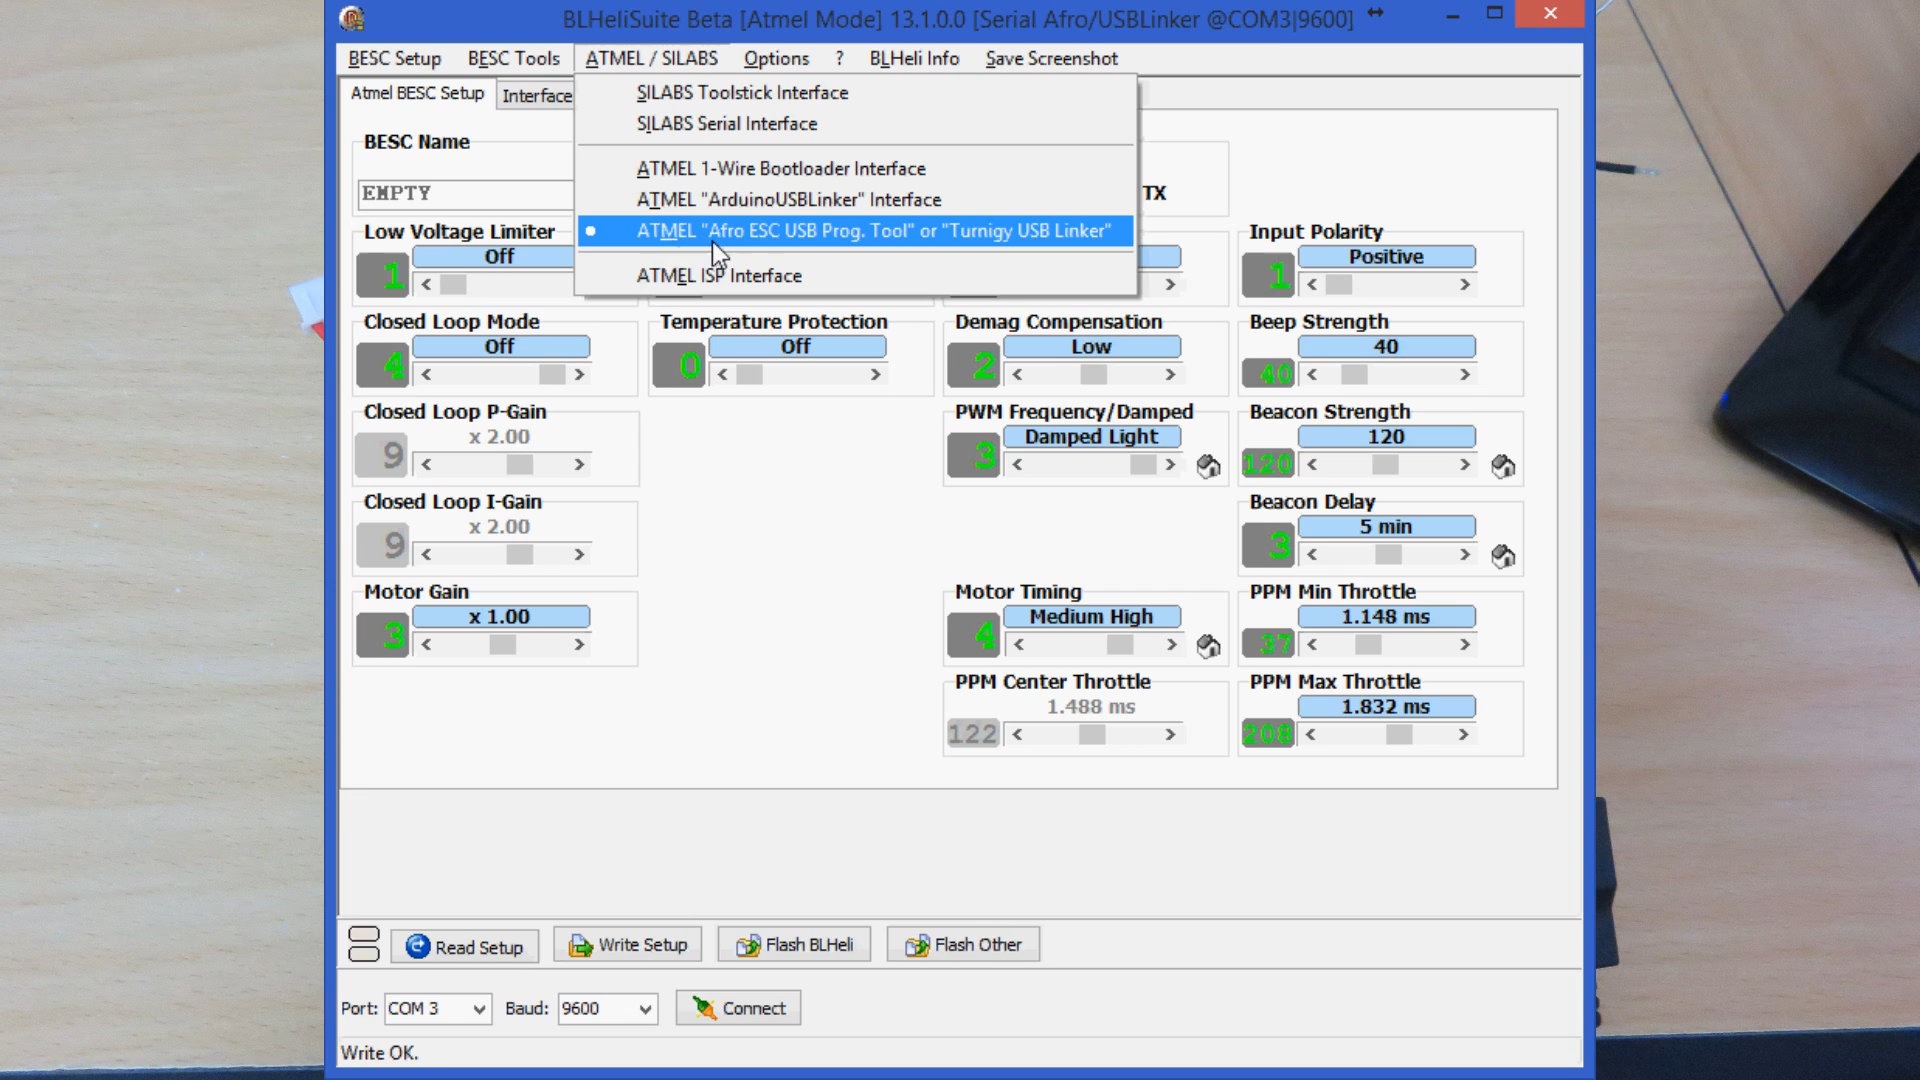 BLHeliSuite Beta [Atmel Mode] 13.1.0.0 [Serial Afro/USBLinker @COM3|9600]
BESC Setup BESC Tools ATMEL / SILABS Options ? BLHeli Info Save Screenshot
Atmel BESC Setup Interface
SILABS Toolstick Interface
SILABS Serial Interface
ATMEL 1-Wire Bootloader Interface
ATMEL "ArduinoUSBLinker" Interface
ATMEL "Afro ESC USB Prog. Tool" or "Turnigy USB Linker"
ATMEL ISP Interface
BESC Name
EMPTY
TX
Low Voltage Limiter
Off
1
Input Polarity
Positive
1
Closed Loop Mode
Off
4
Temperature Protection
Off
0
Demag Compensation
Low
2
Beep Strength
40
40
Closed Loop P-Gain
x 2.00
9
PWM Frequency/Damped
Damped Light
3
Beacon Strength
120
120
Closed Loop I-Gain
x 2.00
9
Beacon Delay
5 min
3
Motor Gain
x 1.00
3
Motor Timing
Medium High
4
PPM Min Throttle
1.148 ms
37
PPM Center Throttle
1.488 ms
122
PPM Max Throttle
1.832 ms
208
Read Setup Write Setup Flash BLHeli Flash Other
Port: COM 3 Baud: 9600 Connect
Write OK.